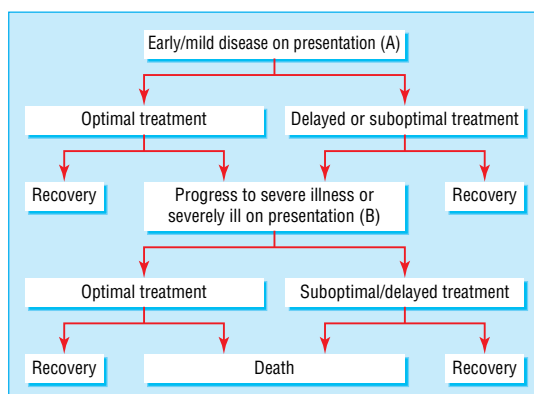 Early/mild disease on presentation (A)
Optimal treatment
Delayed or suboptimal treatment
Recovery
Progress to severe illness or
severely ill on presentation (B)
Recovery
Optimal treatment
Suboptimal/delayed treatment
Recovery
Death
Recovery